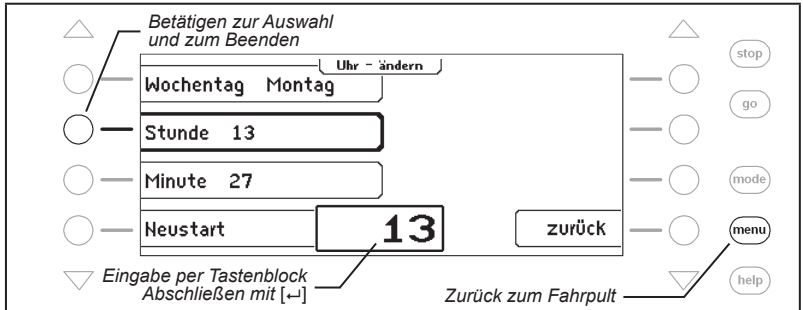 Betätigen zur Auswahl
und zum Beenden
stop
Uhr - ändern
Wochentag Montag
go
Stunde 13
Minute 27
mode
Neustart
13
zurück
menu
Eingabe per Tastenblock
Abschließen mit [↵]
Zurück zum Fahrpult
help